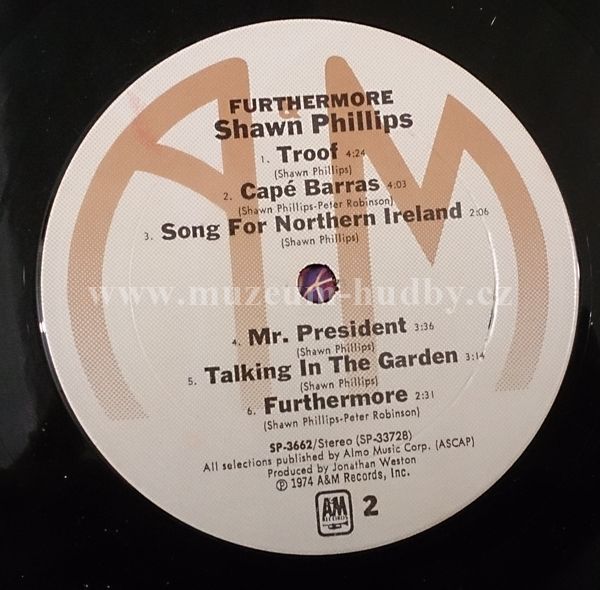 FURTHERMORE
Shawn Phillips
1. Troof 4:24
(Shawn Phillips)
2. Capé Barras 4:03
(Shawn Phillips-Peter Robinson)
3. Song For Northern Ireland 2:06
(Shawn Phillips)
www.muzeum-hudby.cz
4. Mr. President 3:36
(Shawn Phillips)
5. Talking In The Garden 3:14
(Shawn Phillips)
6. Furthermore 2:31
(Shawn Phillips-Peter Robinson)
SP-3662/Stereo (SP-33728)
All selections published by Almo Music Corp. (ASCAP)
Produced by Jonathan Weston
Ⓟ 1974 A&M Records, Inc.
A&M
RECORDS
2